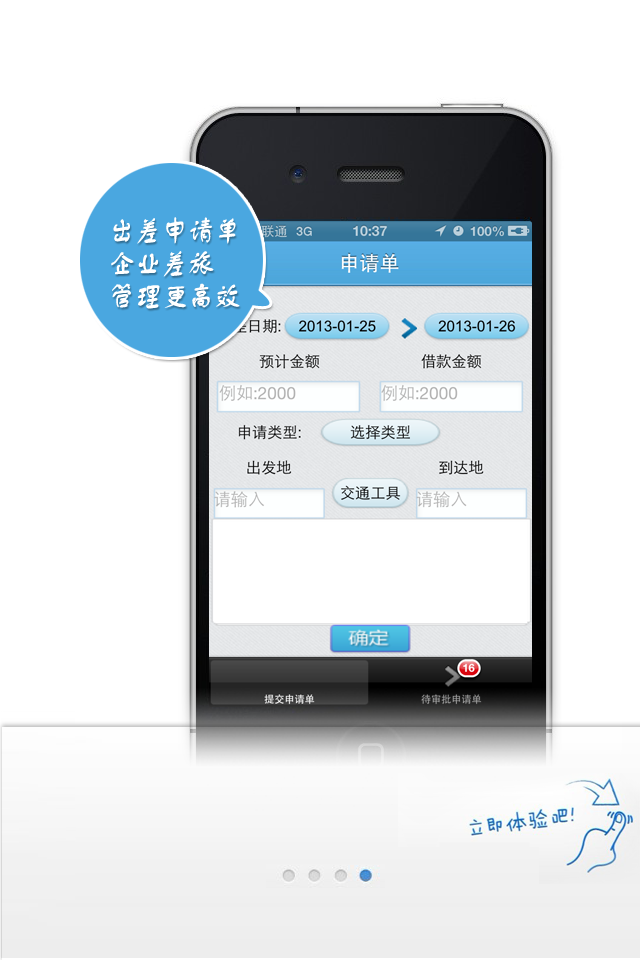 出差申请单
企业差旅
管理更高效
联通 3G 10:37 100%
申请单
日期: 2013-01-25 2013-01-26
预计金额 借款金额
例如:2000 例如:2000
申请类型: 选择类型
出发地 到达地
请输入 交通工具 请输入
确定
16
提交申请单 待审批申请单
立即体验吧!